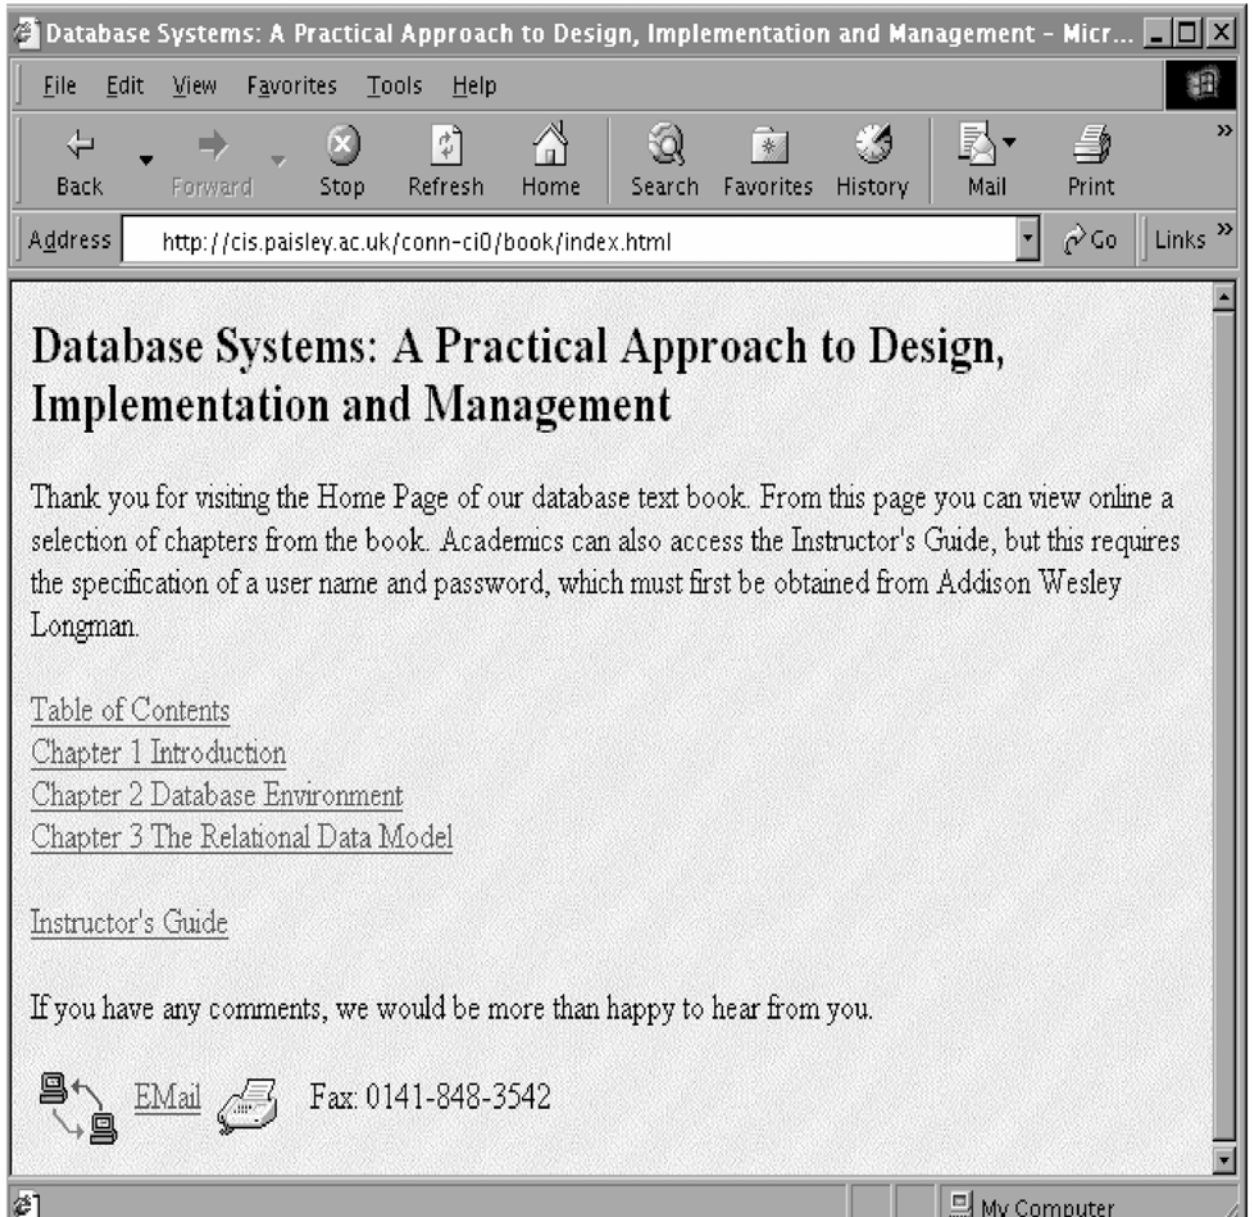 Database Systems: A Practical Approach to Design, Implementation and Management - Micr...
File Edit View Favorites Tools Help
Back Forward Stop Refresh Home Search Favorites History Mail Print »
Address http://cis.paisley.ac.uk/conn-ci0/book/index.html Go Links »
Database Systems: A Practical Approach to Design,
Implementation and Management
Thank you for visiting the Home Page of our database text book. From this page you can view online a
selection of chapters from the book. Academics can also access the Instructor's Guide, but this requires
the specification of a user name and password, which must first be obtained from Addison Wesley
Longman.
Table of Contents
Chapter 1 Introduction
Chapter 2 Database Environment
Chapter 3 The Relational Data Model
Instructor's Guide
If you have any comments, we would be more than happy to hear from you.
EMail Fax: 0141-848-3542
My Computer